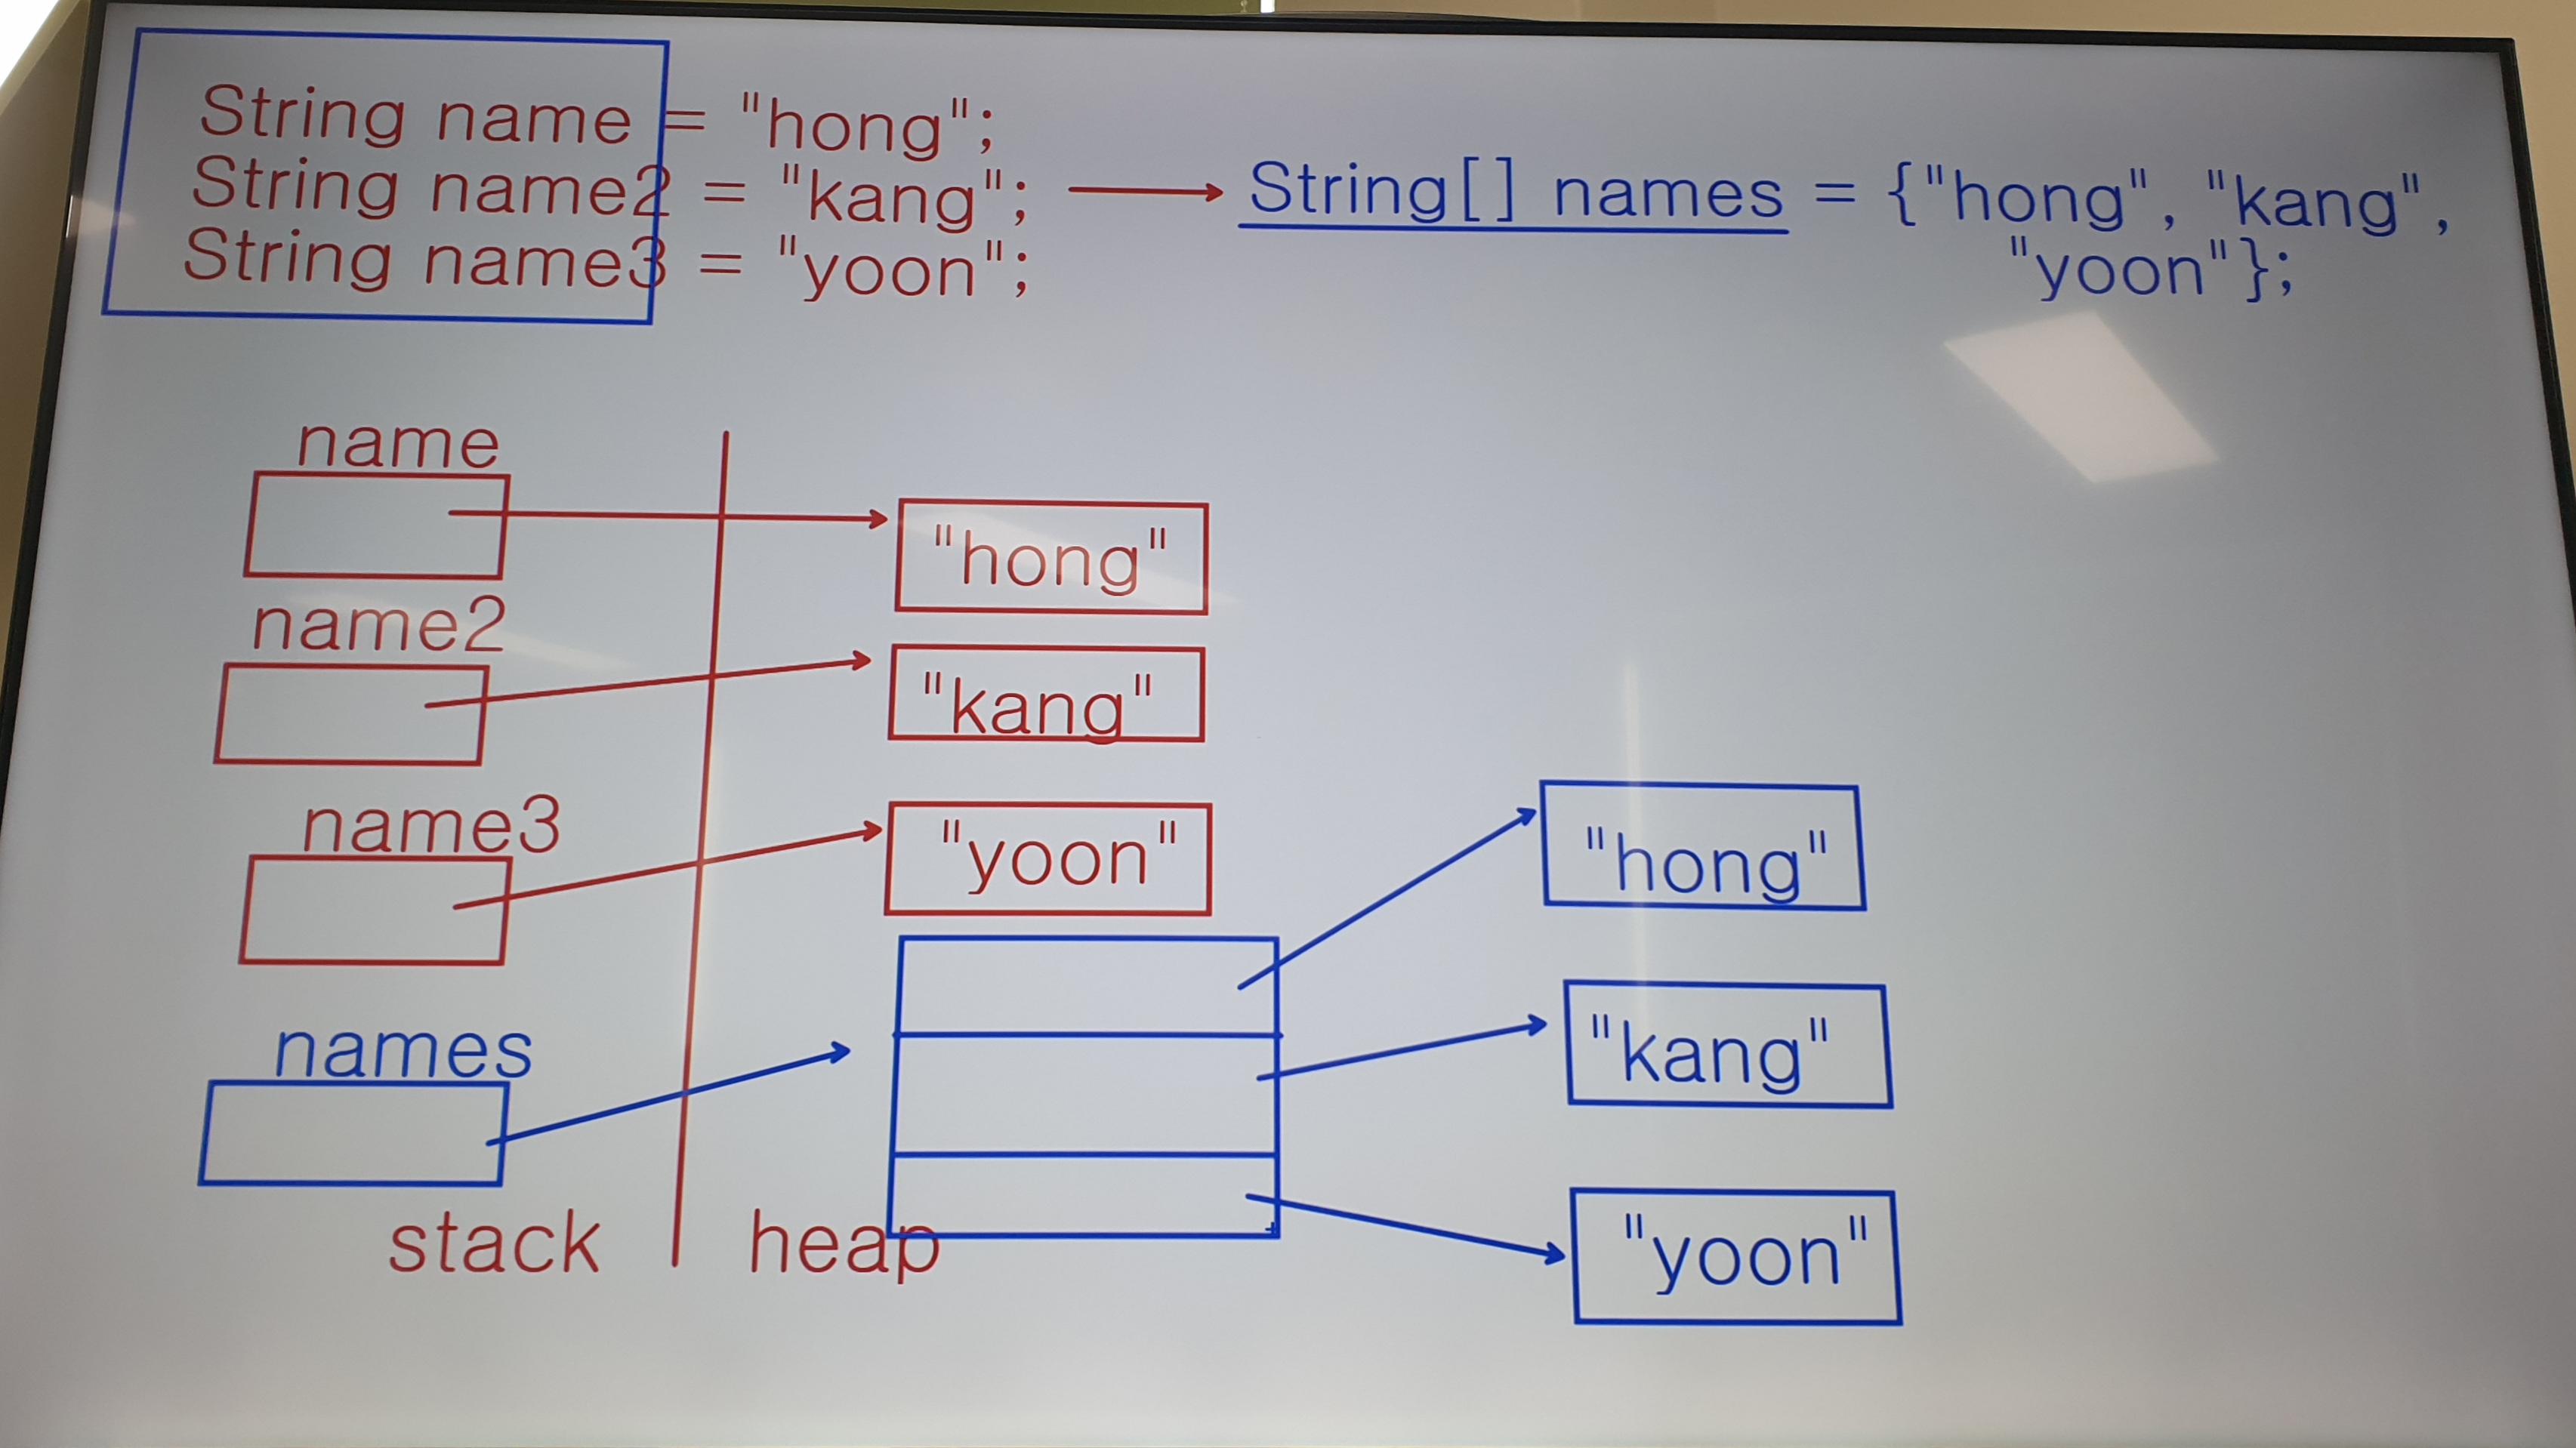 String name = "hong";
String name2 = "kang";
String name3 = "yoon";
String[] names = {"hong", "kang",
"yoon"};
name
"hong"
name2
"kang"
name3
"yoon"
names
"hong"
"kang"
"yoon"
stack
heap